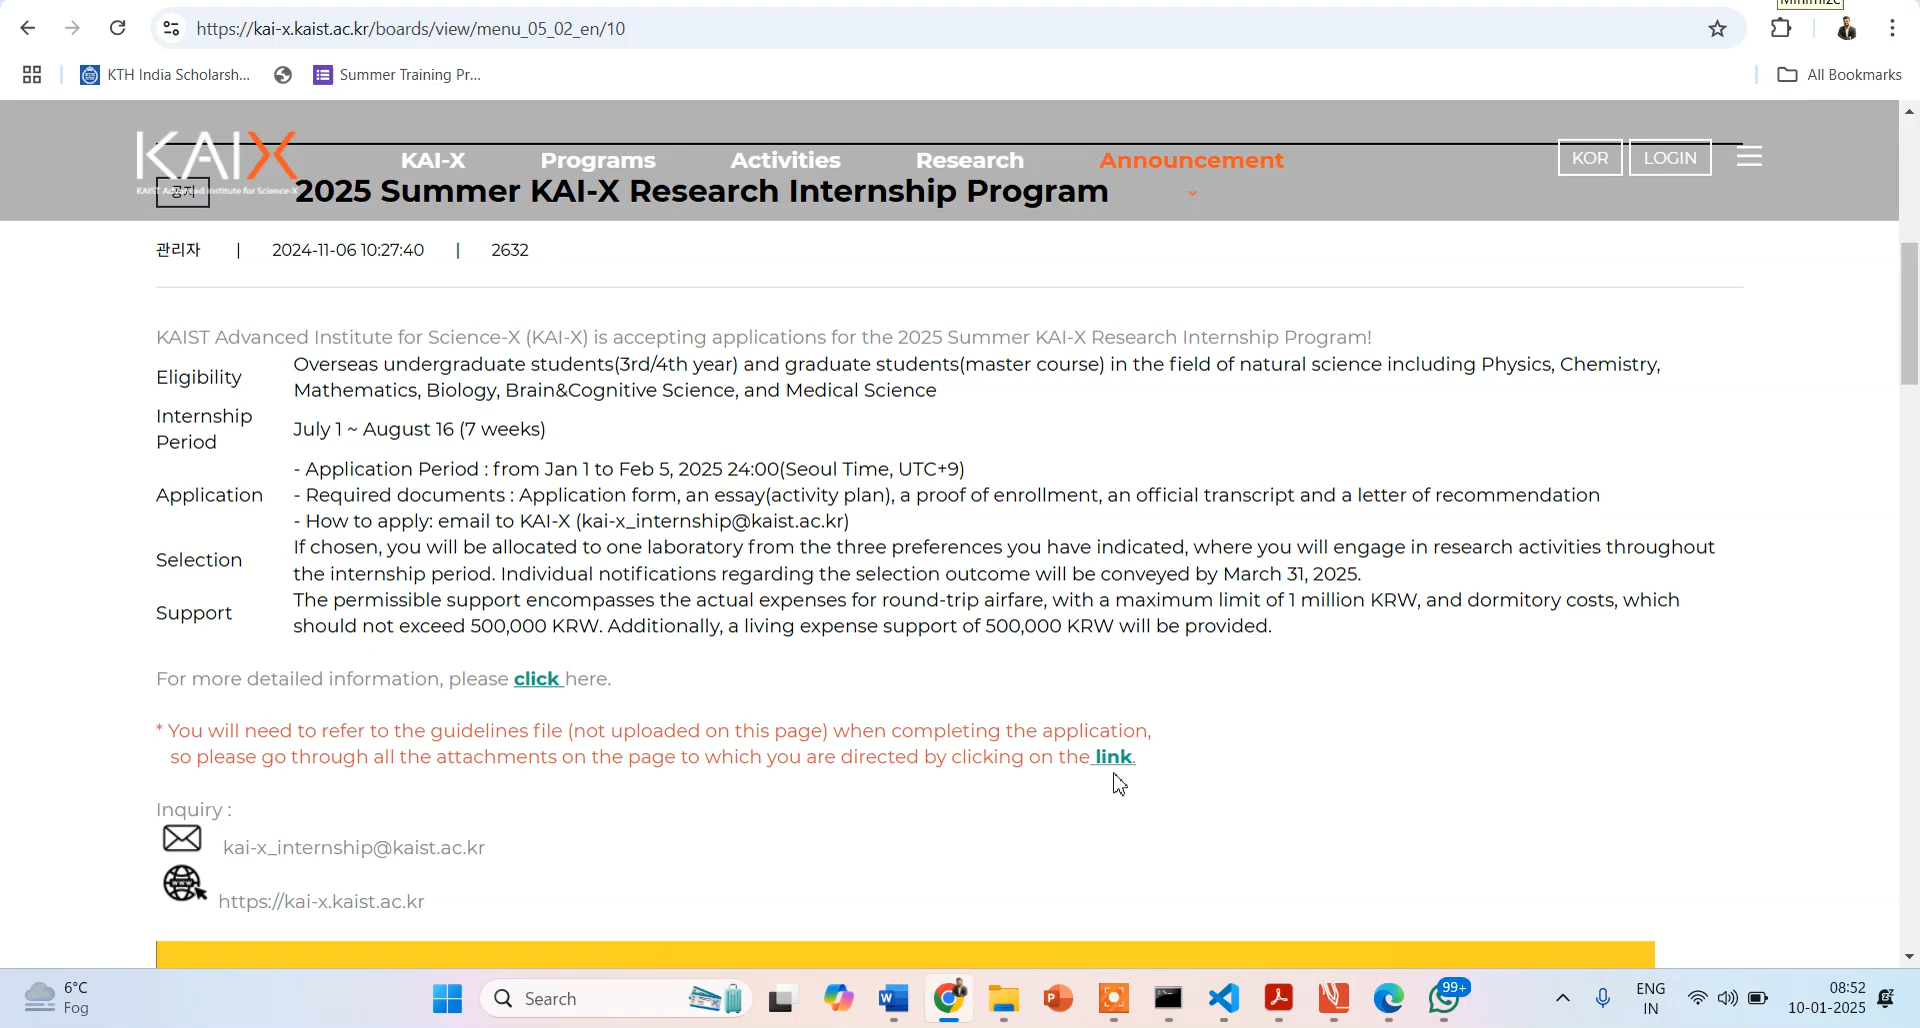 Minimize
https://kai-x.kaist.ac.kr/boards/view/menu_05_02_en/10
KTH India Scholarsh...
Summer Training Pr...
All Bookmarks
KAIX
KAIST Advanced Institute for Science-X
KAI-X
Programs
Activities
Research
Announcement
KOR
LOGIN
공지
2025 Summer KAI-X Research Internship Program
관리자 | 2024-11-06 10:27:40 | 2632
KAIST Advanced Institute for Science-X (KAI-X) is accepting applications for the 2025 Summer KAI-X Research Internship Program!
Eligibility
Overseas undergraduate students(3rd/4th year) and graduate students(master course) in the field of natural science including Physics, Chemistry,
Mathematics, Biology, Brain&Cognitive Science, and Medical Science
Internship
Period
July 1 ~ August 16 (7 weeks)
Application
- Application Period : from Jan 1 to Feb 5, 2025 24:00(Seoul Time, UTC+9)
- Required documents : Application form, an essay(activity plan), a proof of enrollment, an official transcript and a letter of recommendation
- How to apply: email to KAI-X (kai-x_internship@kaist.ac.kr)
Selection
If chosen, you will be allocated to one laboratory from the three preferences you have indicated, where you will engage in research activities throughout
the internship period. Individual notifications regarding the selection outcome will be conveyed by March 31, 2025.
Support
The permissible support encompasses the actual expenses for round-trip airfare, with a maximum limit of 1 million KRW, and dormitory costs, which
should not exceed 500,000 KRW. Additionally, a living expense support of 500,000 KRW will be provided.
For more detailed information, please click here.
* You will need to refer to the guidelines file (not uploaded on this page) when completing the application,
so please go through all the attachments on the page to which you are directed by clicking on the link.
Inquiry :
kai-x_internship@kaist.ac.kr
WWW
https://kai-x.kaist.ac.kr
6°C
Fog
Search
99+
ENG
IN
08:52
10-01-2025